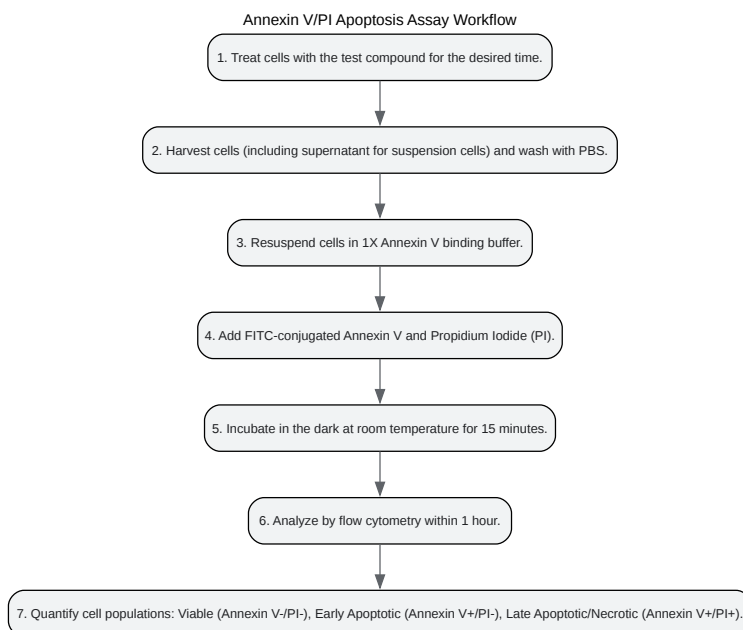 Annexin V/PI Apoptosis Assay Workflow
1. Treat cells with the test compound for the desired time.
2. Harvest cells (including supernatant for suspension cells) and wash with PBS.
3. Resuspend cells in 1X Annexin V binding buffer.
4. Add FITC-conjugated Annexin V and Propidium Iodide (PI).
5. Incubate in the dark at room temperature for 15 minutes.
6. Analyze by flow cytometry within 1 hour.
7. Quantify cell populations: Viable (Annexin V-/PI-), Early Apoptotic (Annexin V+/PI-), Late Apoptotic/Necrotic (Annexin V+/PI+).